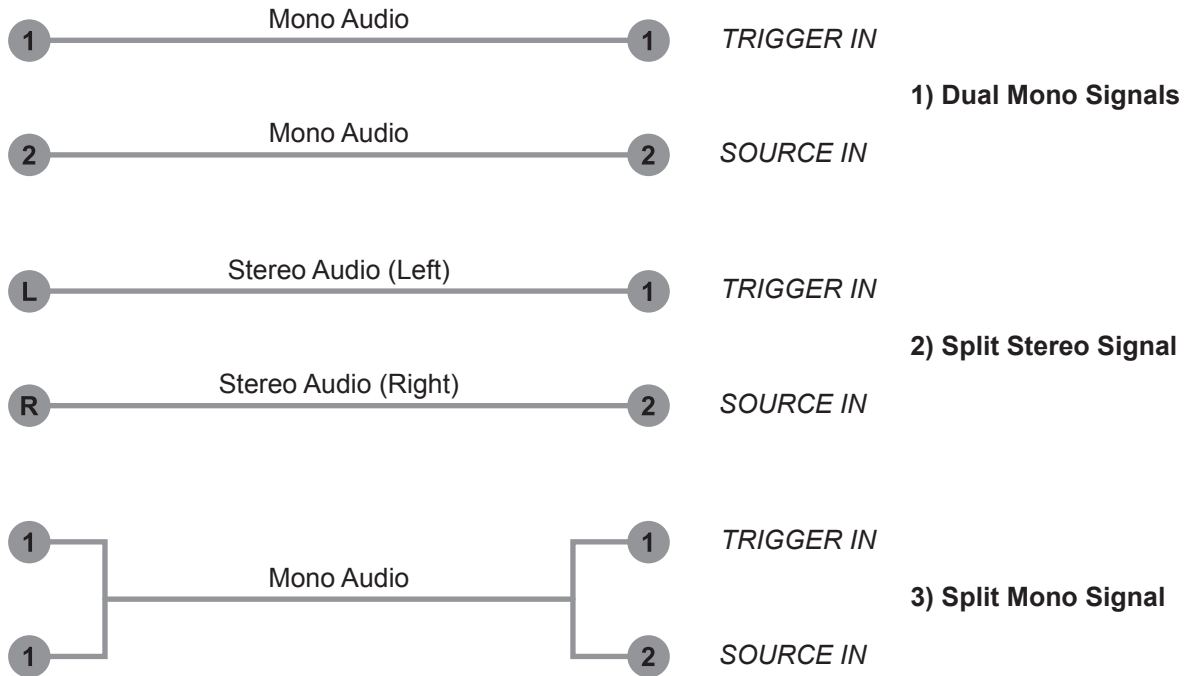 Mono Audio
1 1 TRIGGER IN
1) Dual Mono Signals
Mono Audio
2 2 SOURCE IN
Stereo Audio (Left)
L 1 TRIGGER IN
2) Split Stereo Signal
Stereo Audio (Right)
R 2 SOURCE IN
1 1 TRIGGER IN
Mono Audio
3) Split Mono Signal
1 2 SOURCE IN